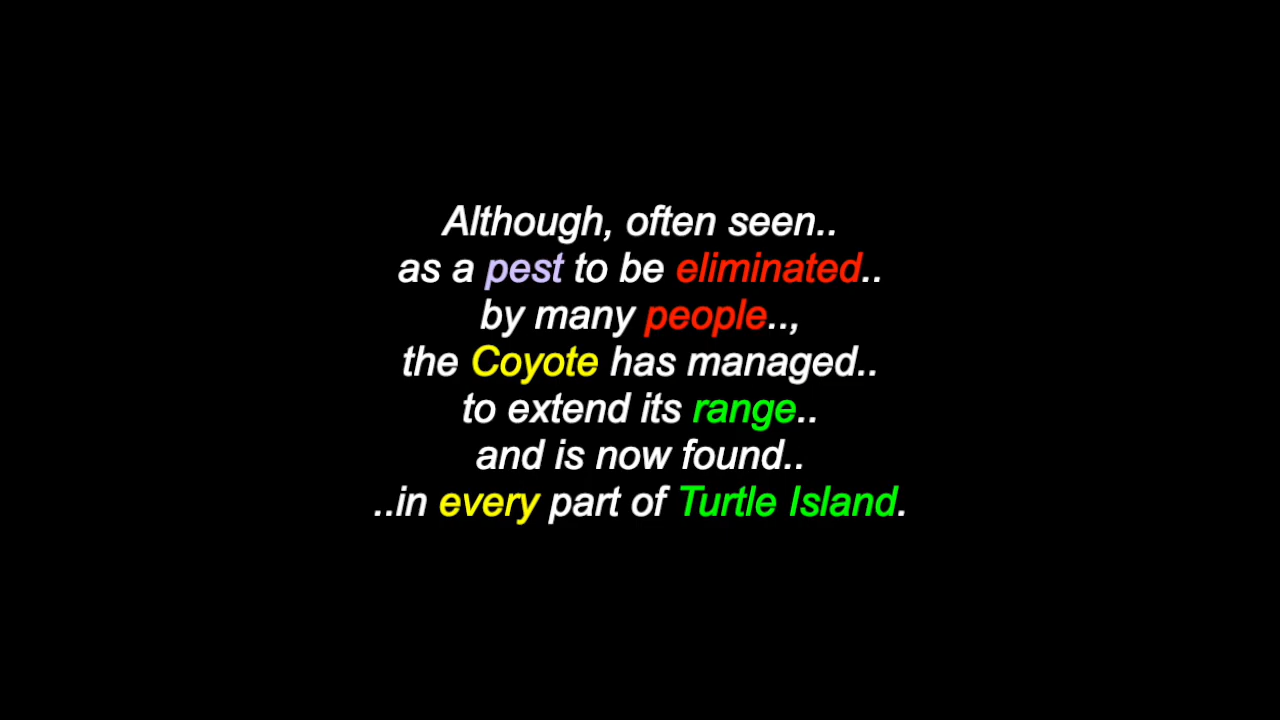 Although, often seen..
as a pest to be eliminated..
by many people..,
the Coyote has managed..
to extend its range..
and is now found..
..in every part of Turtle Island.